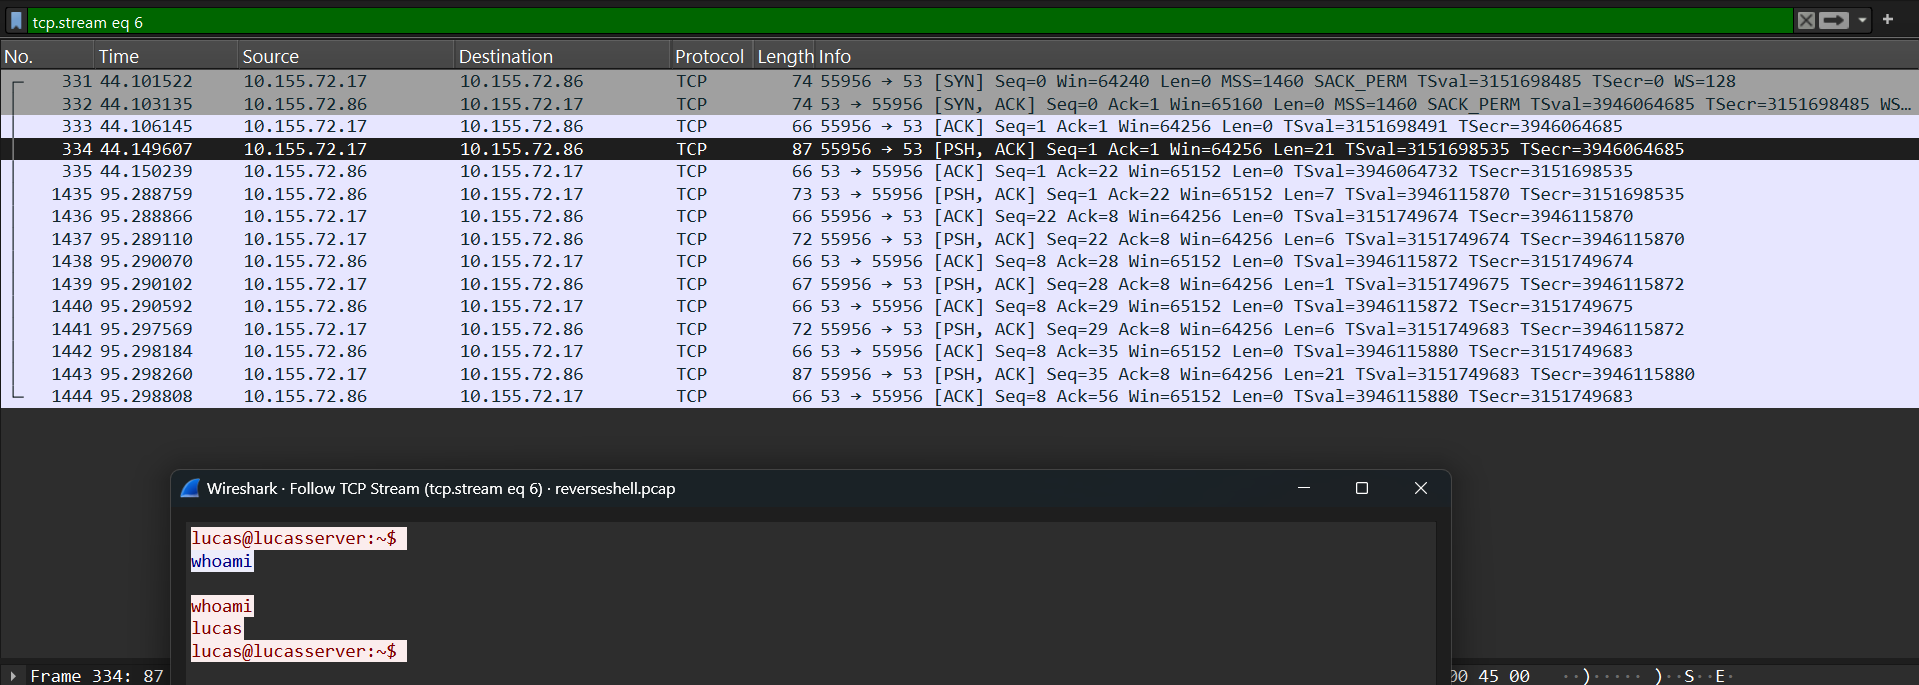 tcp.stream eq 6
No. Time Source Destination Protocol Length Info
331 44.101522 10.155.72.17 10.155.72.86 TCP 74 55956 → 53 [SYN] Seq=0 Win=64240 Len=0 MSS=1460 SACK_PERM TSval=3151698485 TSecr=0 WS=128
332 44.103135 10.155.72.86 10.155.72.17 TCP 74 53 → 55956 [SYN, ACK] Seq=0 Ack=1 Win=65160 Len=0 MSS=1460 SACK_PERM TSval=3946064685 TSecr=3151698485 WS…
333 44.106145 10.155.72.17 10.155.72.86 TCP 66 55956 → 53 [ACK] Seq=1 Ack=1 Win=64256 Len=0 TSval=3151698491 TSecr=3946064685
334 44.149607 10.155.72.17 10.155.72.86 TCP 87 55956 → 53 [PSH, ACK] Seq=1 Ack=1 Win=64256 Len=21 TSval=3151698535 TSecr=3946064685
335 44.150239 10.155.72.86 10.155.72.17 TCP 66 53 → 55956 [ACK] Seq=1 Ack=22 Win=65152 Len=0 TSval=3946064732 TSecr=3151698535
1435 95.288759 10.155.72.86 10.155.72.17 TCP 73 53 → 55956 [PSH, ACK] Seq=1 Ack=22 Win=65152 Len=7 TSval=3946115870 TSecr=3151698535
1436 95.288866 10.155.72.17 10.155.72.86 TCP 66 55956 → 53 [ACK] Seq=22 Ack=8 Win=64256 Len=0 TSval=3151749674 TSecr=3946115870
1437 95.289110 10.155.72.17 10.155.72.86 TCP 72 55956 → 53 [PSH, ACK] Seq=22 Ack=8 Win=64256 Len=6 TSval=3151749674 TSecr=3946115870
1438 95.290070 10.155.72.86 10.155.72.17 TCP 66 53 → 55956 [ACK] Seq=8 Ack=28 Win=65152 Len=0 TSval=3946115872 TSecr=3151749674
1439 95.290102 10.155.72.17 10.155.72.86 TCP 67 55956 → 53 [PSH, ACK] Seq=28 Ack=8 Win=64256 Len=1 TSval=3151749675 TSecr=3946115872
1440 95.290592 10.155.72.86 10.155.72.17 TCP 66 53 → 55956 [ACK] Seq=8 Ack=29 Win=65152 Len=0 TSval=3946115872 TSecr=3151749675
1441 95.297569 10.155.72.17 10.155.72.86 TCP 72 55956 → 53 [PSH, ACK] Seq=29 Ack=8 Win=64256 Len=6 TSval=3151749683 TSecr=3946115872
1442 95.298184 10.155.72.86 10.155.72.17 TCP 66 53 → 55956 [ACK] Seq=8 Ack=35 Win=65152 Len=0 TSval=3946115880 TSecr=3151749683
1443 95.298260 10.155.72.17 10.155.72.86 TCP 87 55956 → 53 [PSH, ACK] Seq=35 Ack=8 Win=64256 Len=21 TSval=3151749683 TSecr=3946115880
1444 95.298808 10.155.72.86 10.155.72.17 TCP 66 53 → 55956 [ACK] Seq=8 Ack=56 Win=65152 Len=0 TSval=3946115880 TSecr=3151749683
Wireshark · Follow TCP Stream (tcp.stream eq 6) · reverseshell.pcap
lucas@lucasserver:~$
whoami
whoami
lucas
lucas@lucasserver:~$
Frame 334: 87 00 45 00 ··)····· )··S··E·